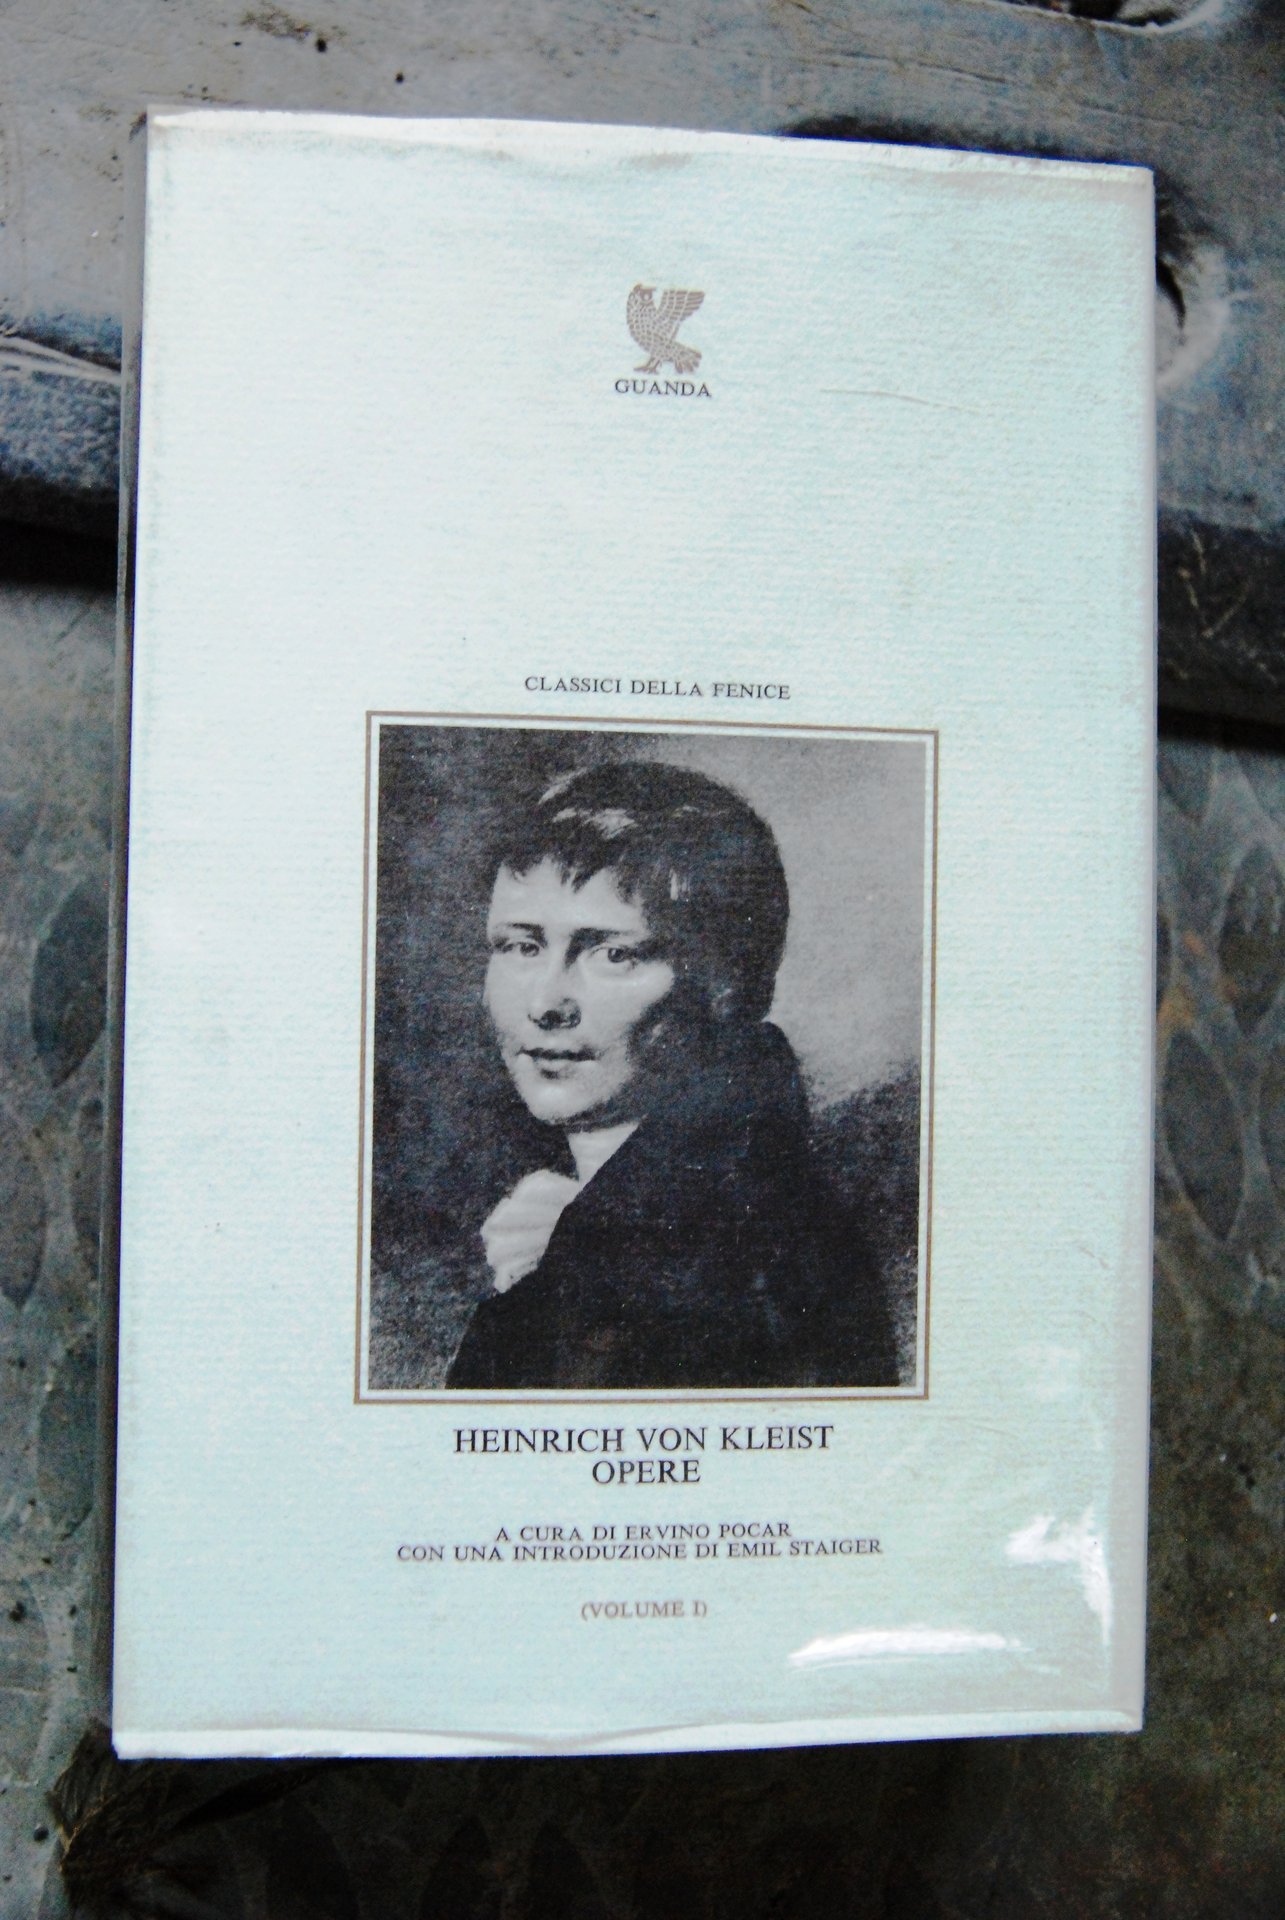 GUANDA
CLASSICI DELLA FENICE
HEINRICH VON KLEIST
OPERE
A CURA DI ERVINO POCAR
CON UNA INTRODUZIONE DI EMIL STAIGER
(VOLUME I)